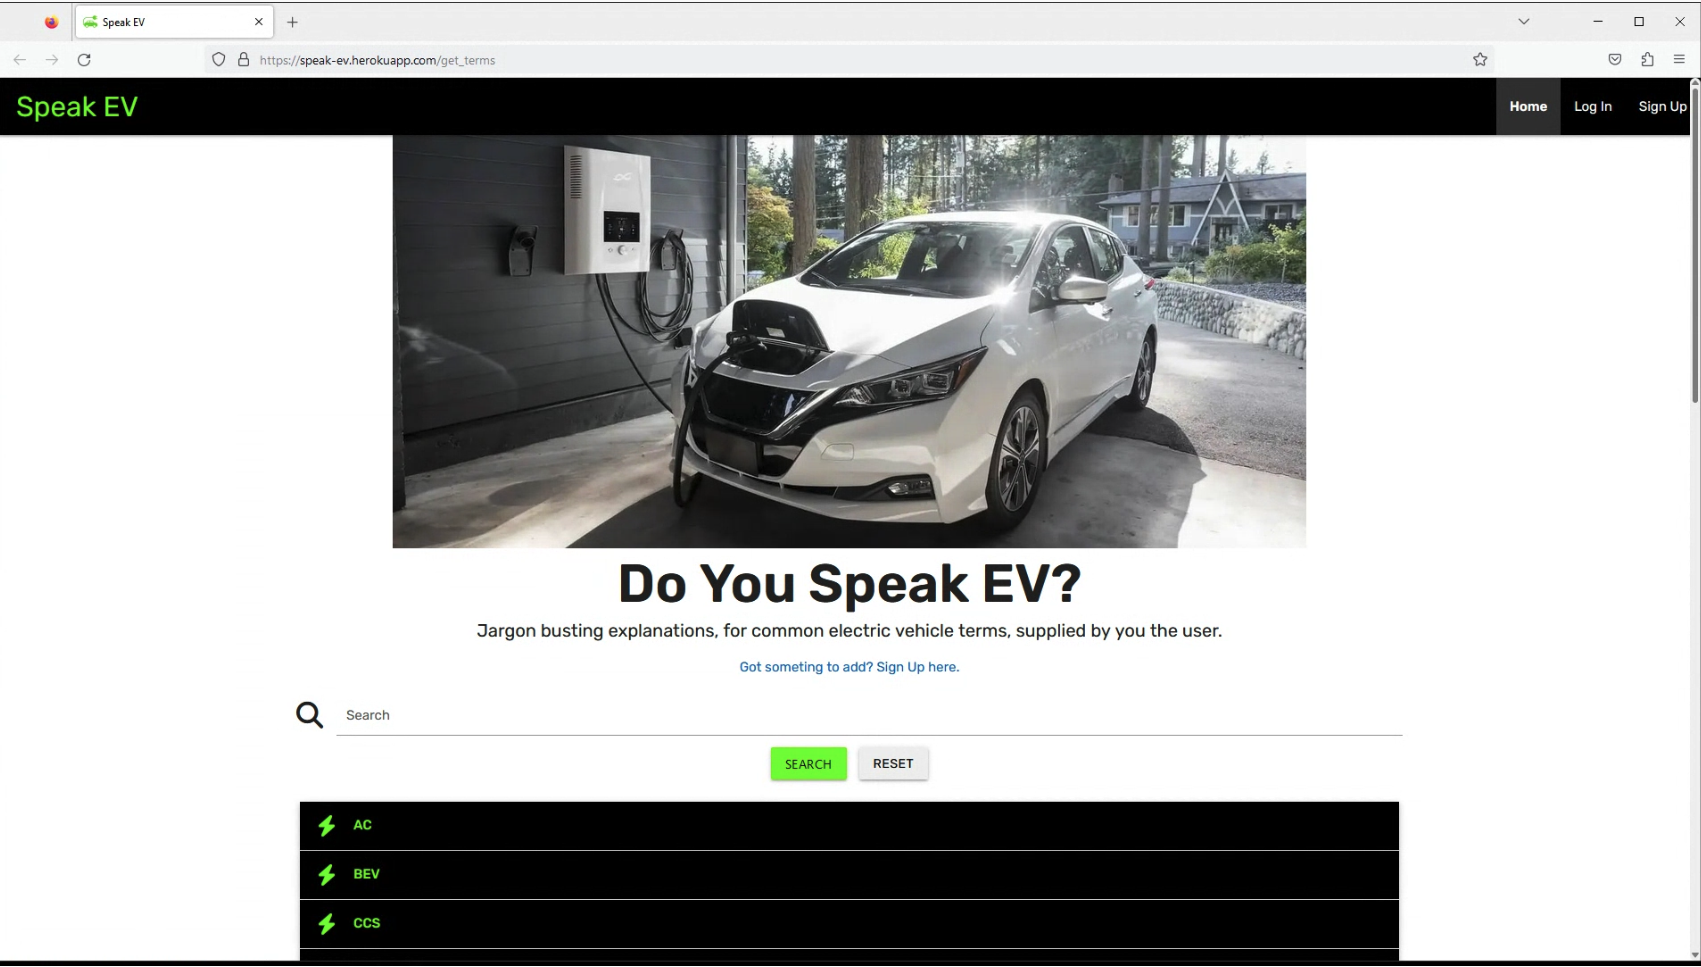 Speak EV
https://speak-ev.herokuapp.com/get_terms
Speak EV
Home Log In Sign Up
Do You Speak EV?
Jargon busting explanations, for common electric vehicle terms, supplied by you the user.
Got someting to add? Sign Up here.
Search
SEARCH RESET
AC
BEV
CCS